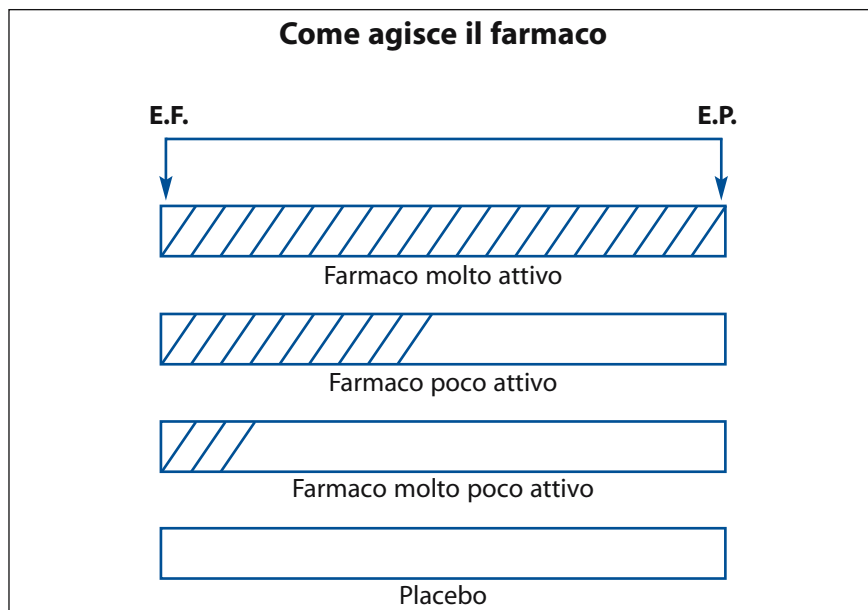 Come agisce il farmaco
E.F. E.P.
Farmaco molto attivo
Farmaco poco attivo
Farmaco molto poco attivo
Placebo